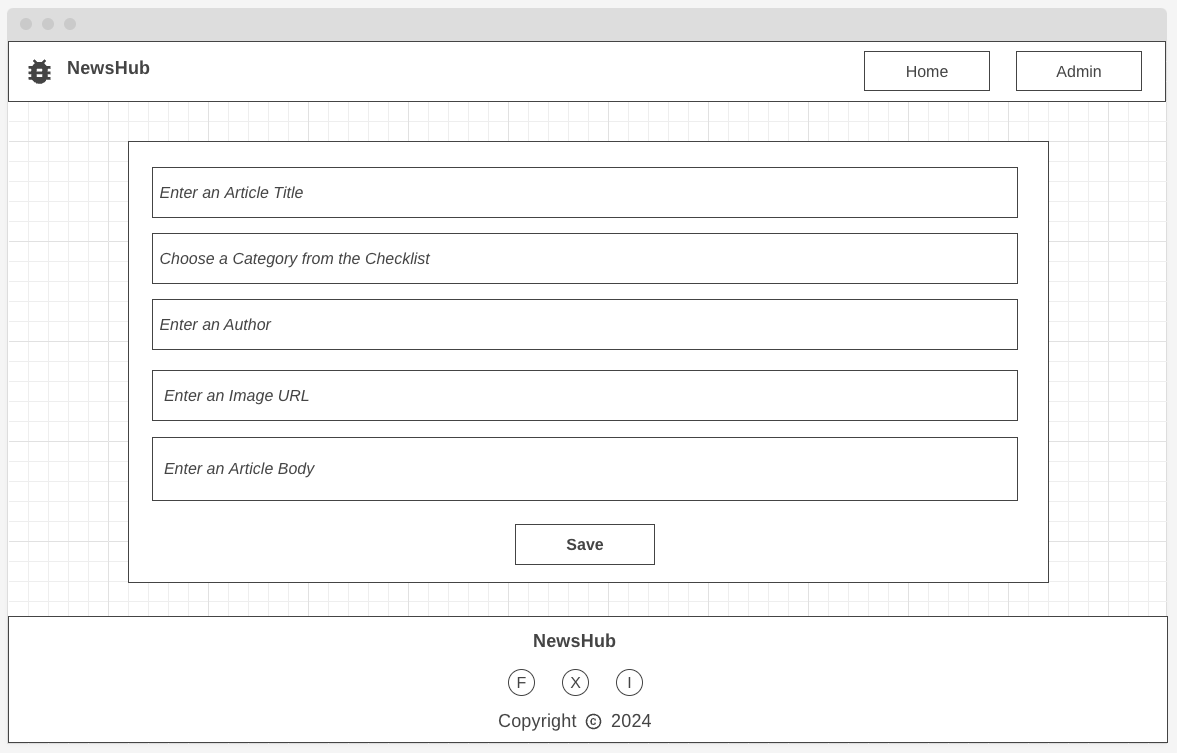 NewsHub
Home
Admin
Enter an Article Title
Choose a Category from the Checklist
Enter an Author
Enter an Image URL
Enter an Article Body
Save
NewsHub
F X I
Copyright © 2024